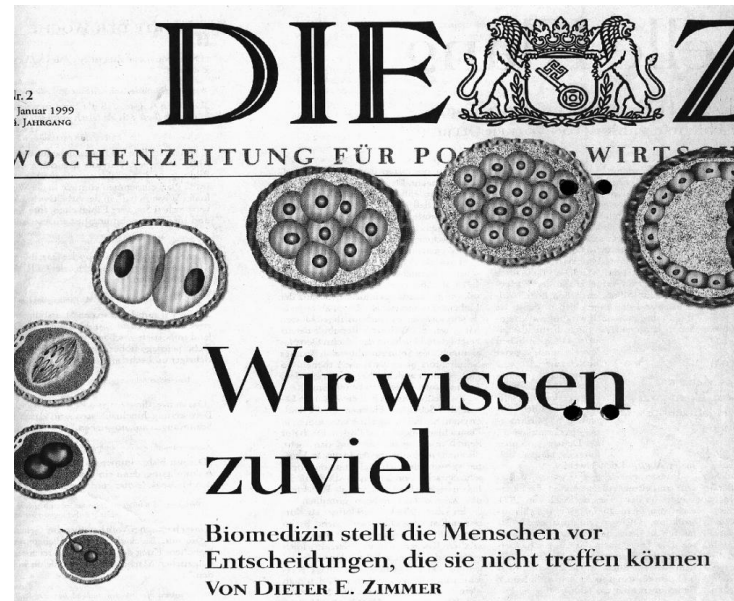 DIE Z
Nr. 2
Januar 1999
JAHRGANG
WOCHENZEITUNG FÜR PO WIRTS
Wir wissen
zuviel
Biomedizin stellt die Menschen vor
Entscheidungen, die sie nicht treffen können
VON DIETER E. ZIMMER